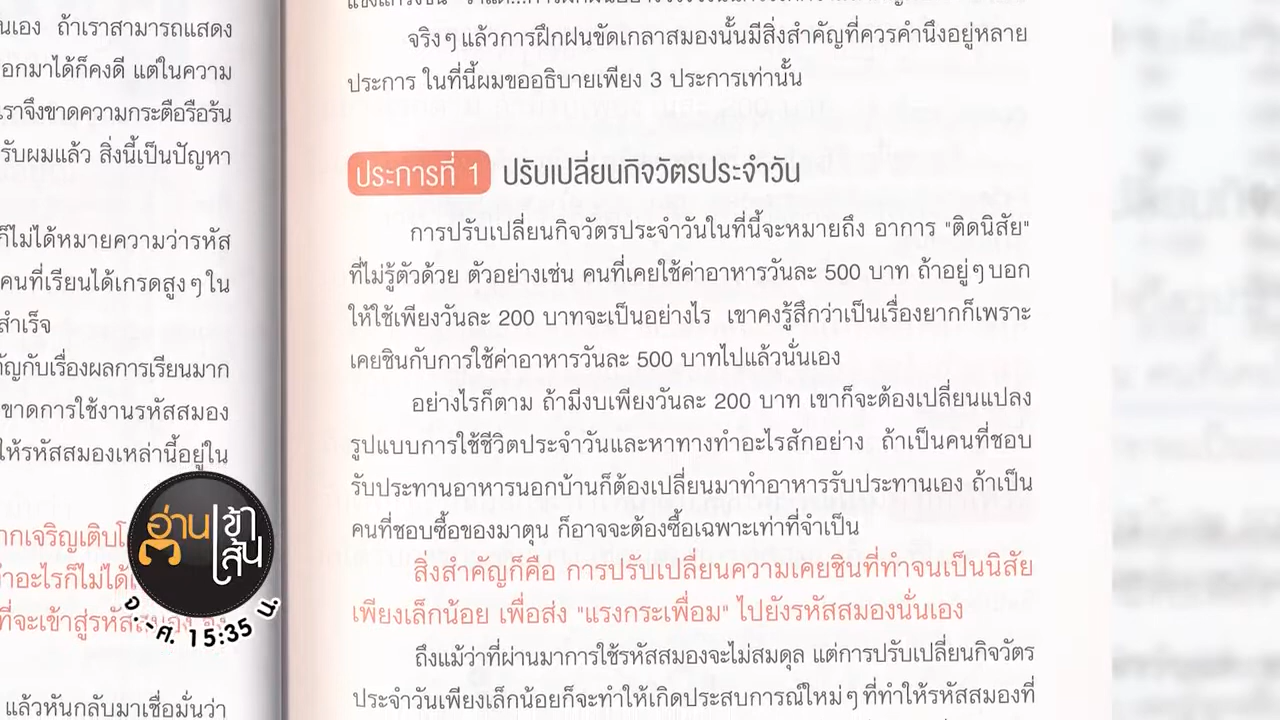 นเอง ถ้าเราสามารถแสดง
อกมาได้ก็คงดี แต่ในความ
เราจึงขาดความกระตือรือร้น
รับผมแล้ว สิ่งนี้เป็นปัญหา
ก็ไม่ได้หมายความว่ารหัส
คนที่เรียนได้เกรดสูงๆ ใน
สำเร็จ
ัญกับเรื่องผลการเรียนมาก
ขาดการใช้งานรหัสสมอง
ให้รหัสสมองเหล่านี้อยู่ใน
ากเจริญเติบโ
ว่าอะไรก็ไม่ได้
ที่จะเข้าสู่รหัสสมอง
แล้วหันกลับมาเชื่อมั่นว่า
จริงๆ แล้วการฝึกฝนขัดเกลาสมองนั้นมีสิ่งสำคัญที่ควรคำนึงอยู่หลาย
ประการ ในที่นี้ผมขออธิบายเพียง 3 ประการเท่านั้น
ประการที่ 1 ปรับเปลี่ยนกิจวัตรประจำวัน
การปรับเปลี่ยนกิจวัตรประจำวันในที่นี้จะหมายถึง อาการ "ติดนิสัย"
ที่ไม่รู้ตัวด้วย ตัวอย่างเช่น คนที่เคยใช้ค่าอาหารวันละ 500 บาท ถ้าอยู่ๆ บอก
ให้ใช้เพียงวันละ 200 บาทจะเป็นอย่างไร เขาคงรู้สึกว่าเป็นเรื่องยากก็เพราะ
เคยชินกับการใช้ค่าอาหารวันละ 500 บาทไปแล้วนั่นเอง
อย่างไรก็ตาม ถ้ามีงบเพียงวันละ 200 บาท เขาก็จะต้องเปลี่ยนแปลง
รูปแบบการใช้ชีวิตประจำวันและหาทางทำอะไรสักอย่าง ถ้าเป็นคนที่ชอบ
รับประทานอาหารนอกบ้านก็ต้องเปลี่ยนมาทำอาหารรับประทานเอง ถ้าเป็น
คนที่ชอบซื้อของมาตุน ก็อาจจะต้องซื้อเฉพาะเท่าที่จำเป็น
สิ่งสำคัญก็คือ การปรับเปลี่ยนความเคยชินที่ทำจนเป็นนิสัย
เพียงเล็กน้อย เพื่อส่ง "แรงกระเพื่อม" ไปยังรหัสสมองนั่นเอง
ถึงแม้ว่าที่ผ่านมาการใช้รหัสสมองจะไม่สมดุล แต่การปรับเปลี่ยนกิจวัตร
ประจำวันเพียงเล็กน้อยก็จะทำให้เกิดประสบการณ์ใหม่ๆ ที่ทำให้รหัสสมองที่
อ่านเข้าเส้น
จ. - ศ. 15:35 น.